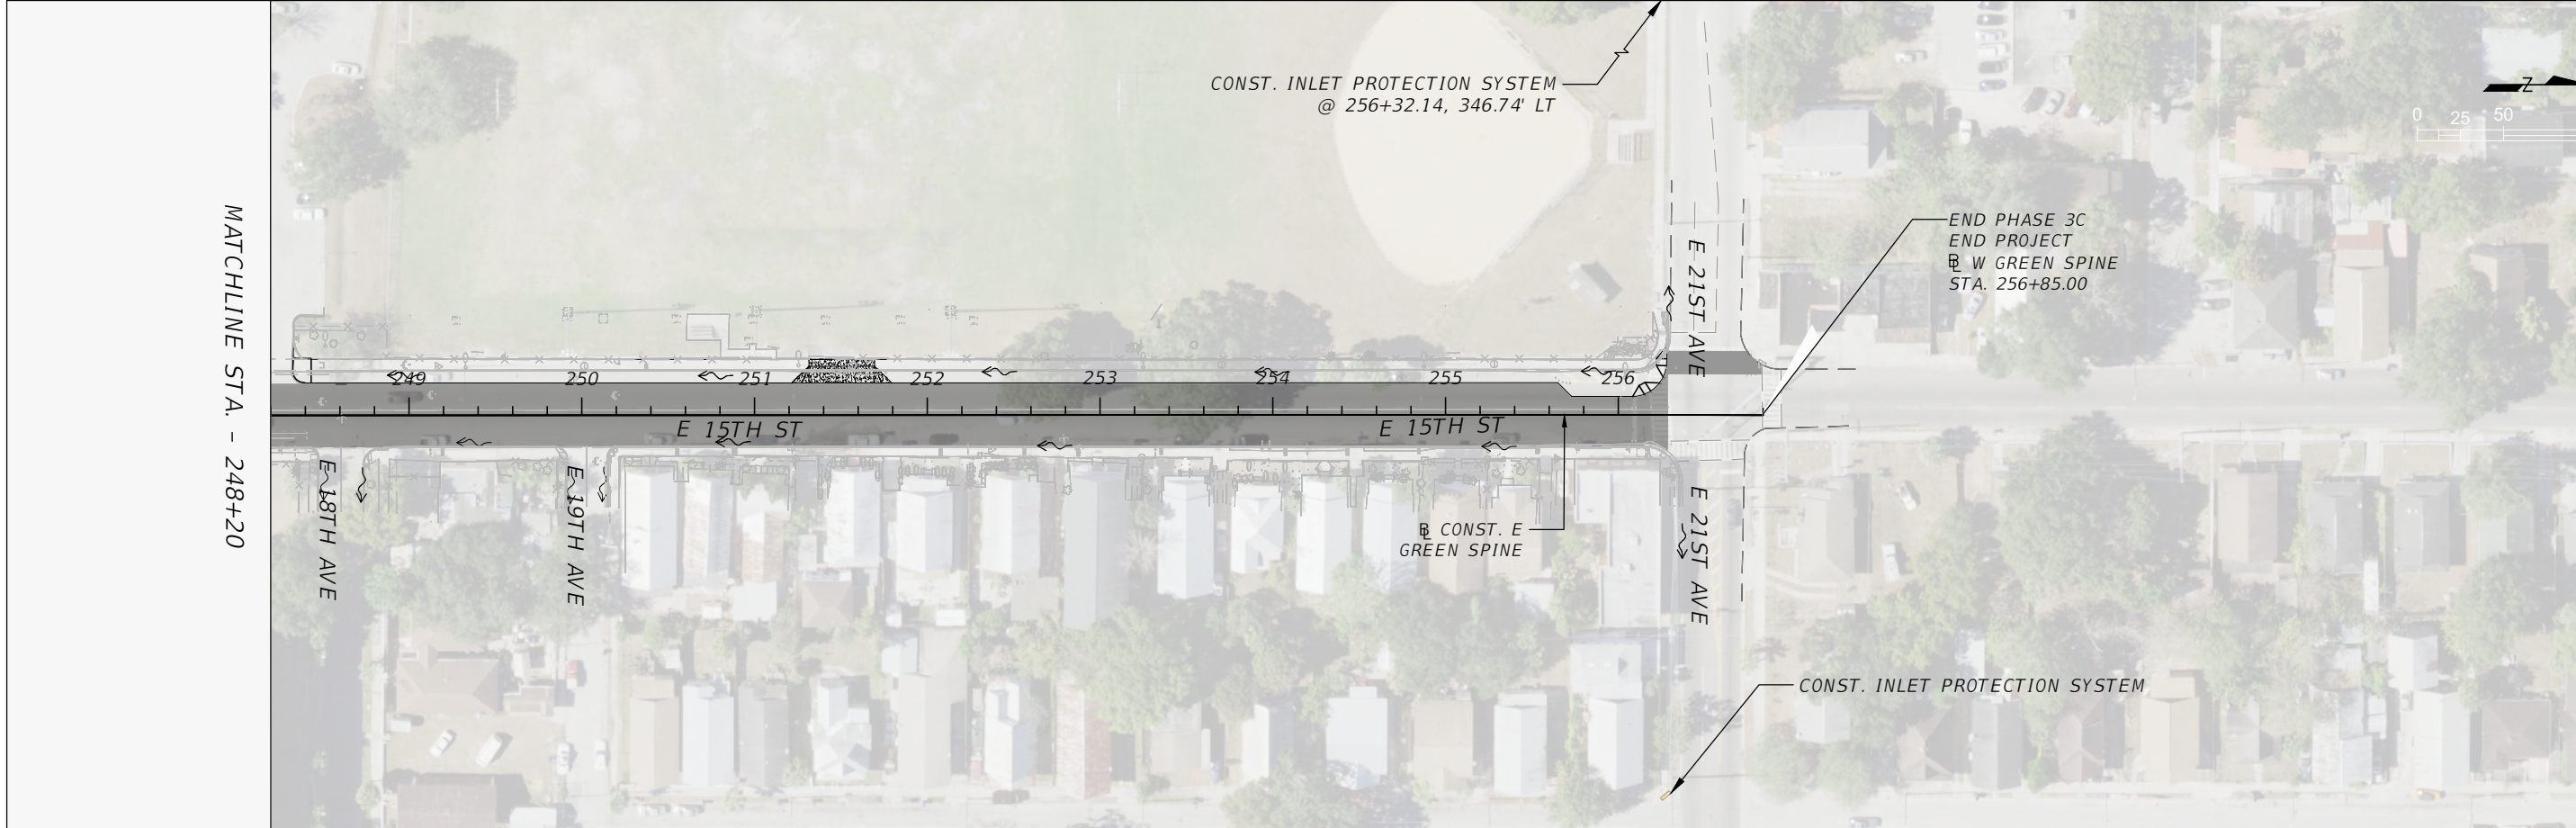 CONST. INLET PROTECTION SYSTEM
@ 256+32.14, 346.74' LT
Z
0 25 50
END PHASE 3C
END PROJECT
BL W GREEN SPINE
STA. 256+85.00
MATCHLINE STA. - 248+20
E 21ST AVE
249 250 251 252 253 254 255 256
E 15TH ST
E 15TH ST
E 18TH AVE
E 19TH AVE
BL CONST. E
GREEN SPINE
E 21ST AVE
CONST. INLET PROTECTION SYSTEM